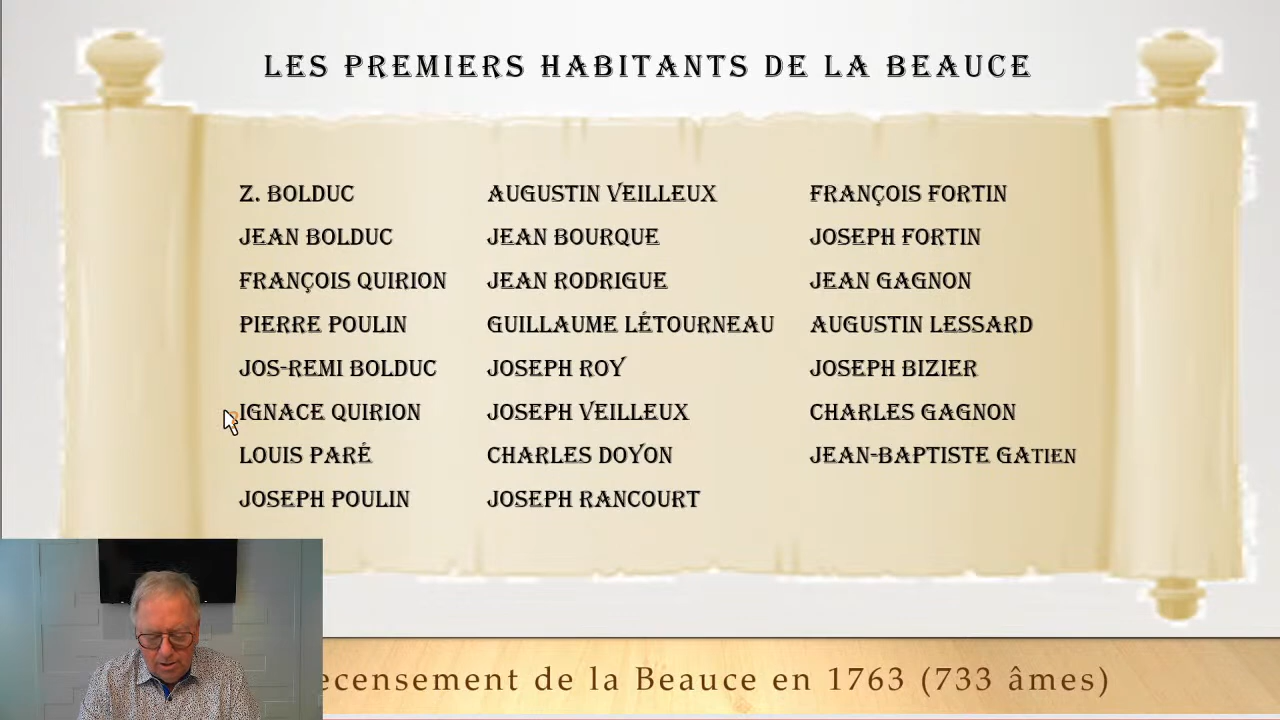 LES PREMIERS HABITANTS DE LA BEAUCE
Z. BOLDUC
JEAN BOLDUC
FRANÇOIS QUIRION
PIERRE POULIN
JOS-REMI BOLDUC
IGNACE QUIRION
LOUIS PARÉ
JOSEPH POULIN
AUGUSTIN VEILLEUX
JEAN BOURQUE
JEAN RODRIGUE
GUILLAUME LÉTOURNEAU
JOSEPH ROY
JOSEPH VEILLEUX
CHARLES DOYON
JOSEPH RANCOURT
FRANÇOIS FORTIN
JOSEPH FORTIN
JEAN GAGNON
AUGUSTIN LESSARD
JOSEPH BIZIER
CHARLES GAGNON
JEAN-BAPTISTE GATIEN
de la Beauce en 1763 (733 âmes)